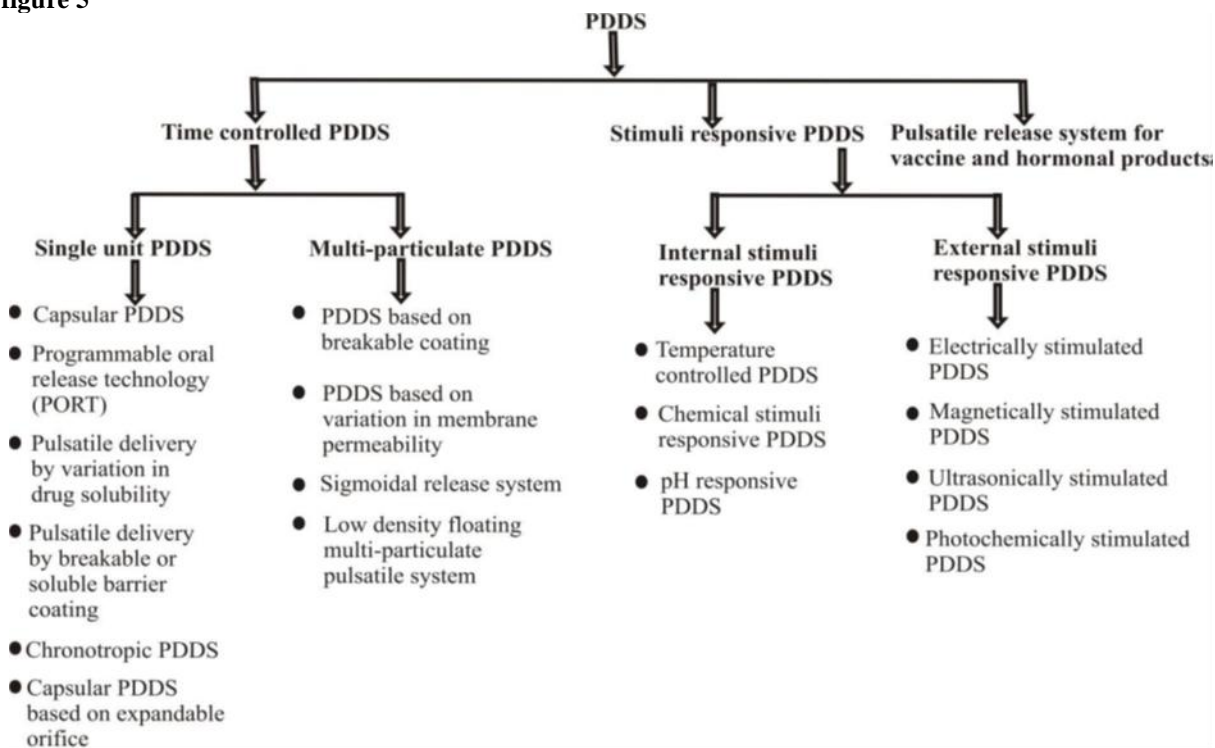 Figure 5
PDDS
Time controlled PDDS
Stimuli responsive PDDS
Pulsatile release system for
vaccine and hormonal products
Single unit PDDS
Multi-particulate PDDS
Internal stimuli
responsive PDDS
External stimuli
responsive PDDS
● Capsular PDDS
● Programmable oral
release technology
(PORT)
● Pulsatile delivery
by variation in
drug solubility
● Pulsatile delivery
by breakable or
soluble barrier
coating
● Chronotropic PDDS
● Capsular PDDS
based on expandable
orifice
● PDDS based on
breakable coating
● PDDS based on
variation in membrane
permeability
● Sigmoidal release system
● Low density floating
multi-particulate
pulsatile system
● Temperature
controlled PDDS
● Chemical stimuli
responsive PDDS
● pH responsive
PDDS
● Electrically stimulated
PDDS
● Magnetically stimulated
PDDS
● Ultrasonically stimulated
PDDS
● Photochemically stimulated
PDDS